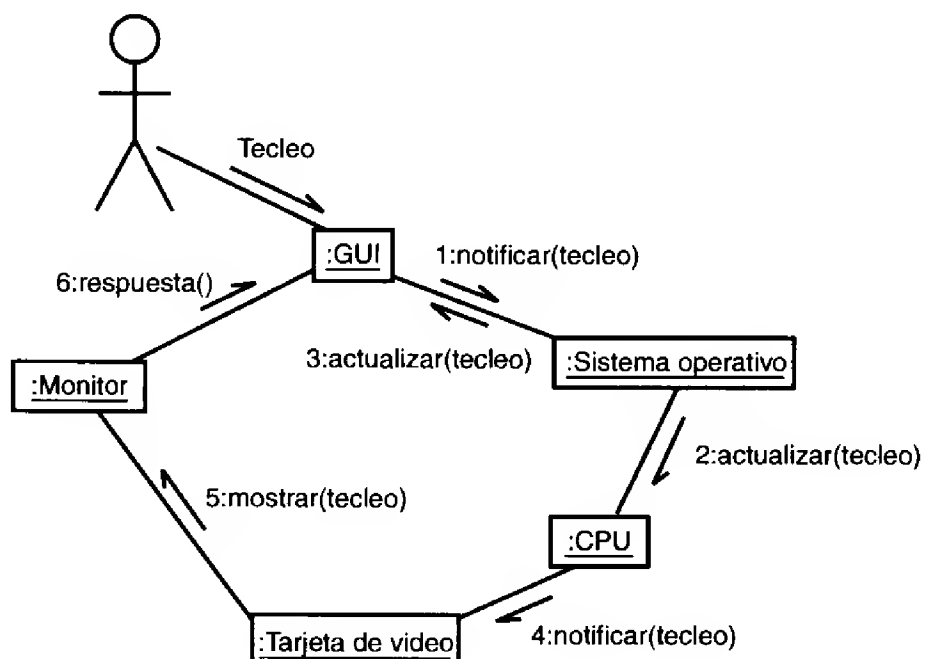 Tecleo
:GUI
1:notificar(tecleo)
6:respuesta()
3:actualizar(tecleo)
:Sistema operativo
:Monitor
2:actualizar(tecleo)
5:mostrar(tecleo)
:CPU
:Tarjeta de video
4:notificar(tecleo)